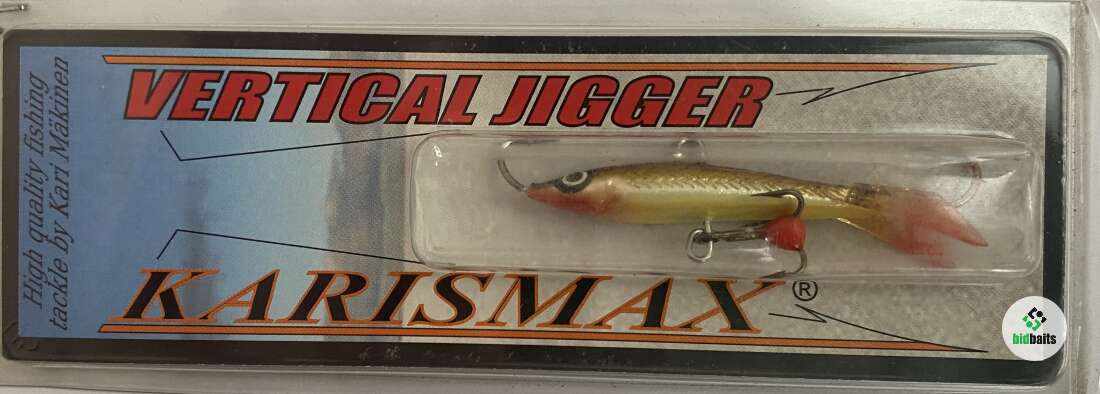 High quality fishing
tackle by Kari Mäkinen
VERTICAL JIGGER
KARISMAX®
bidbaits